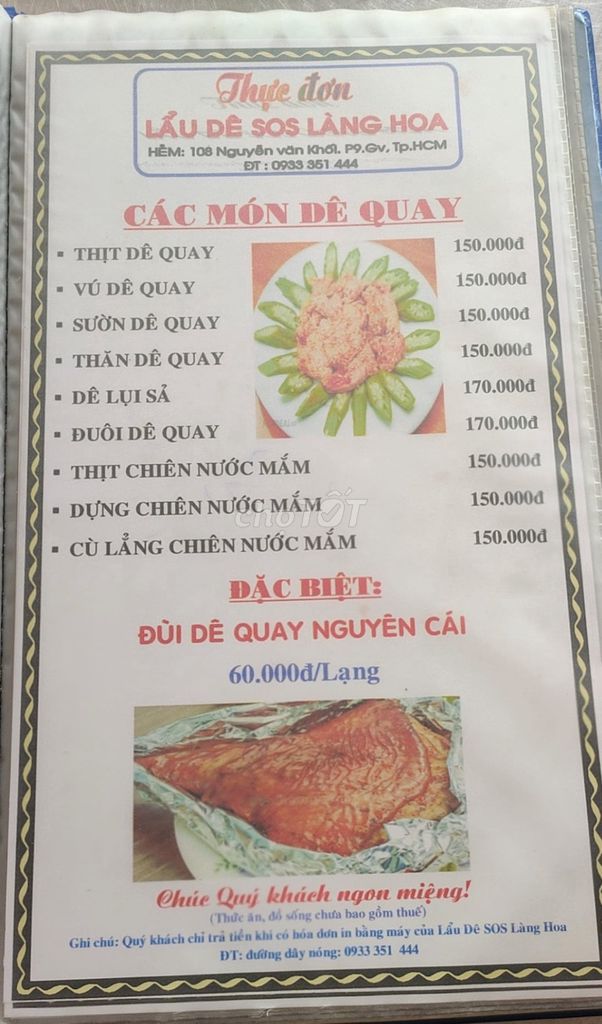 Thực đơn
LẨU DÊ SOS LÀNG HOA
HẺM: 108 Nguyễn văn Khối. P9.Gv, Tp.HCM
ĐT : 0933 351 444
CÁC MÓN DÊ QUAY
▪ THỊT DÊ QUAY 150.000đ
▪ VÚ DÊ QUAY 150.000đ
▪ SƯỜN DÊ QUAY 150.000đ
▪ THĂN DÊ QUAY 150.000đ
▪ DÊ LỤI SẢ 170.000đ
▪ ĐUÔI DÊ QUAY 170.000đ
▪ THỊT CHIÊN NƯỚC MẮM 150.000đ
▪ DỰNG CHIÊN NƯỚC MẮM 150.000đ
▪ CÙ LẲNG CHIÊN NƯỚC MẮM 150.000đ
chợTỐT
ĐẶC BIỆT:
ĐÙI DÊ QUAY NGUYÊN CÁI
60.000đ/Lạng
Chúc Quý khách ngon miệng!
(Thức ăn, đồ sống chưa bao gồm thuế)
Ghi chú: Quý khách chỉ trả tiền khi có hóa đơn in bằng máy của Lẩu Dê SOS Làng Hoa
ĐT: đường dây nóng: 0933 351 444